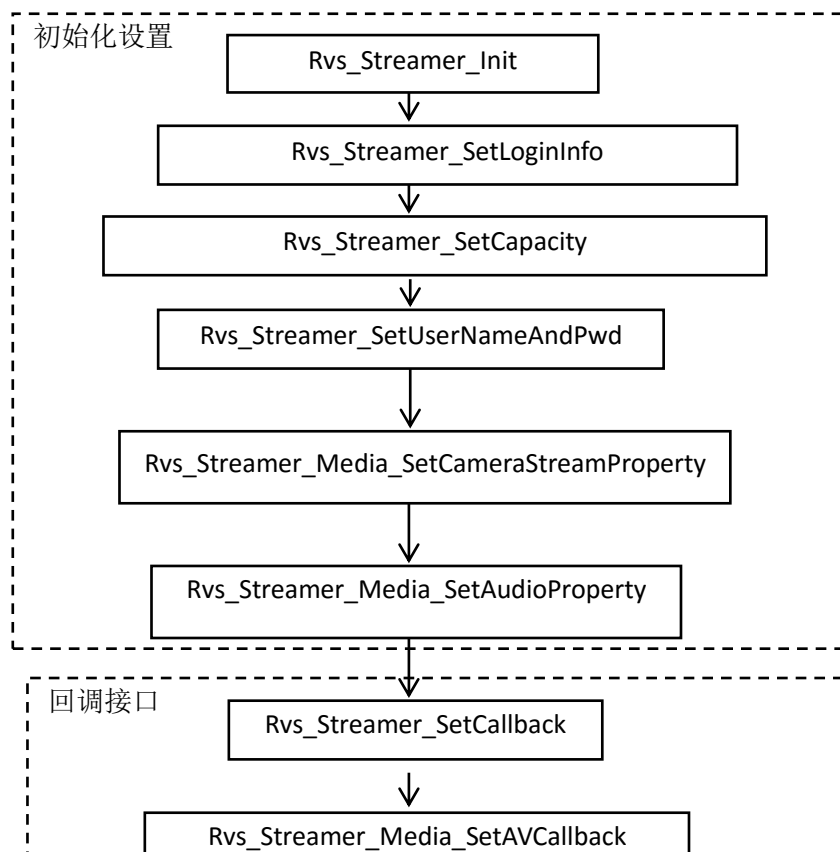 初始化设置
Rvs_Streamer_Init
Rvs_Streamer_SetLoginInfo
Rvs_Streamer_SetCapacity
Rvs_Streamer_SetUserNameAndPwd
Rvs_Streamer_Media_SetCameraStreamProperty
Rvs_Streamer_Media_SetAudioProperty
回调接口
Rvs_Streamer_SetCallback
Rvs_Streamer_Media_SetAVCallback